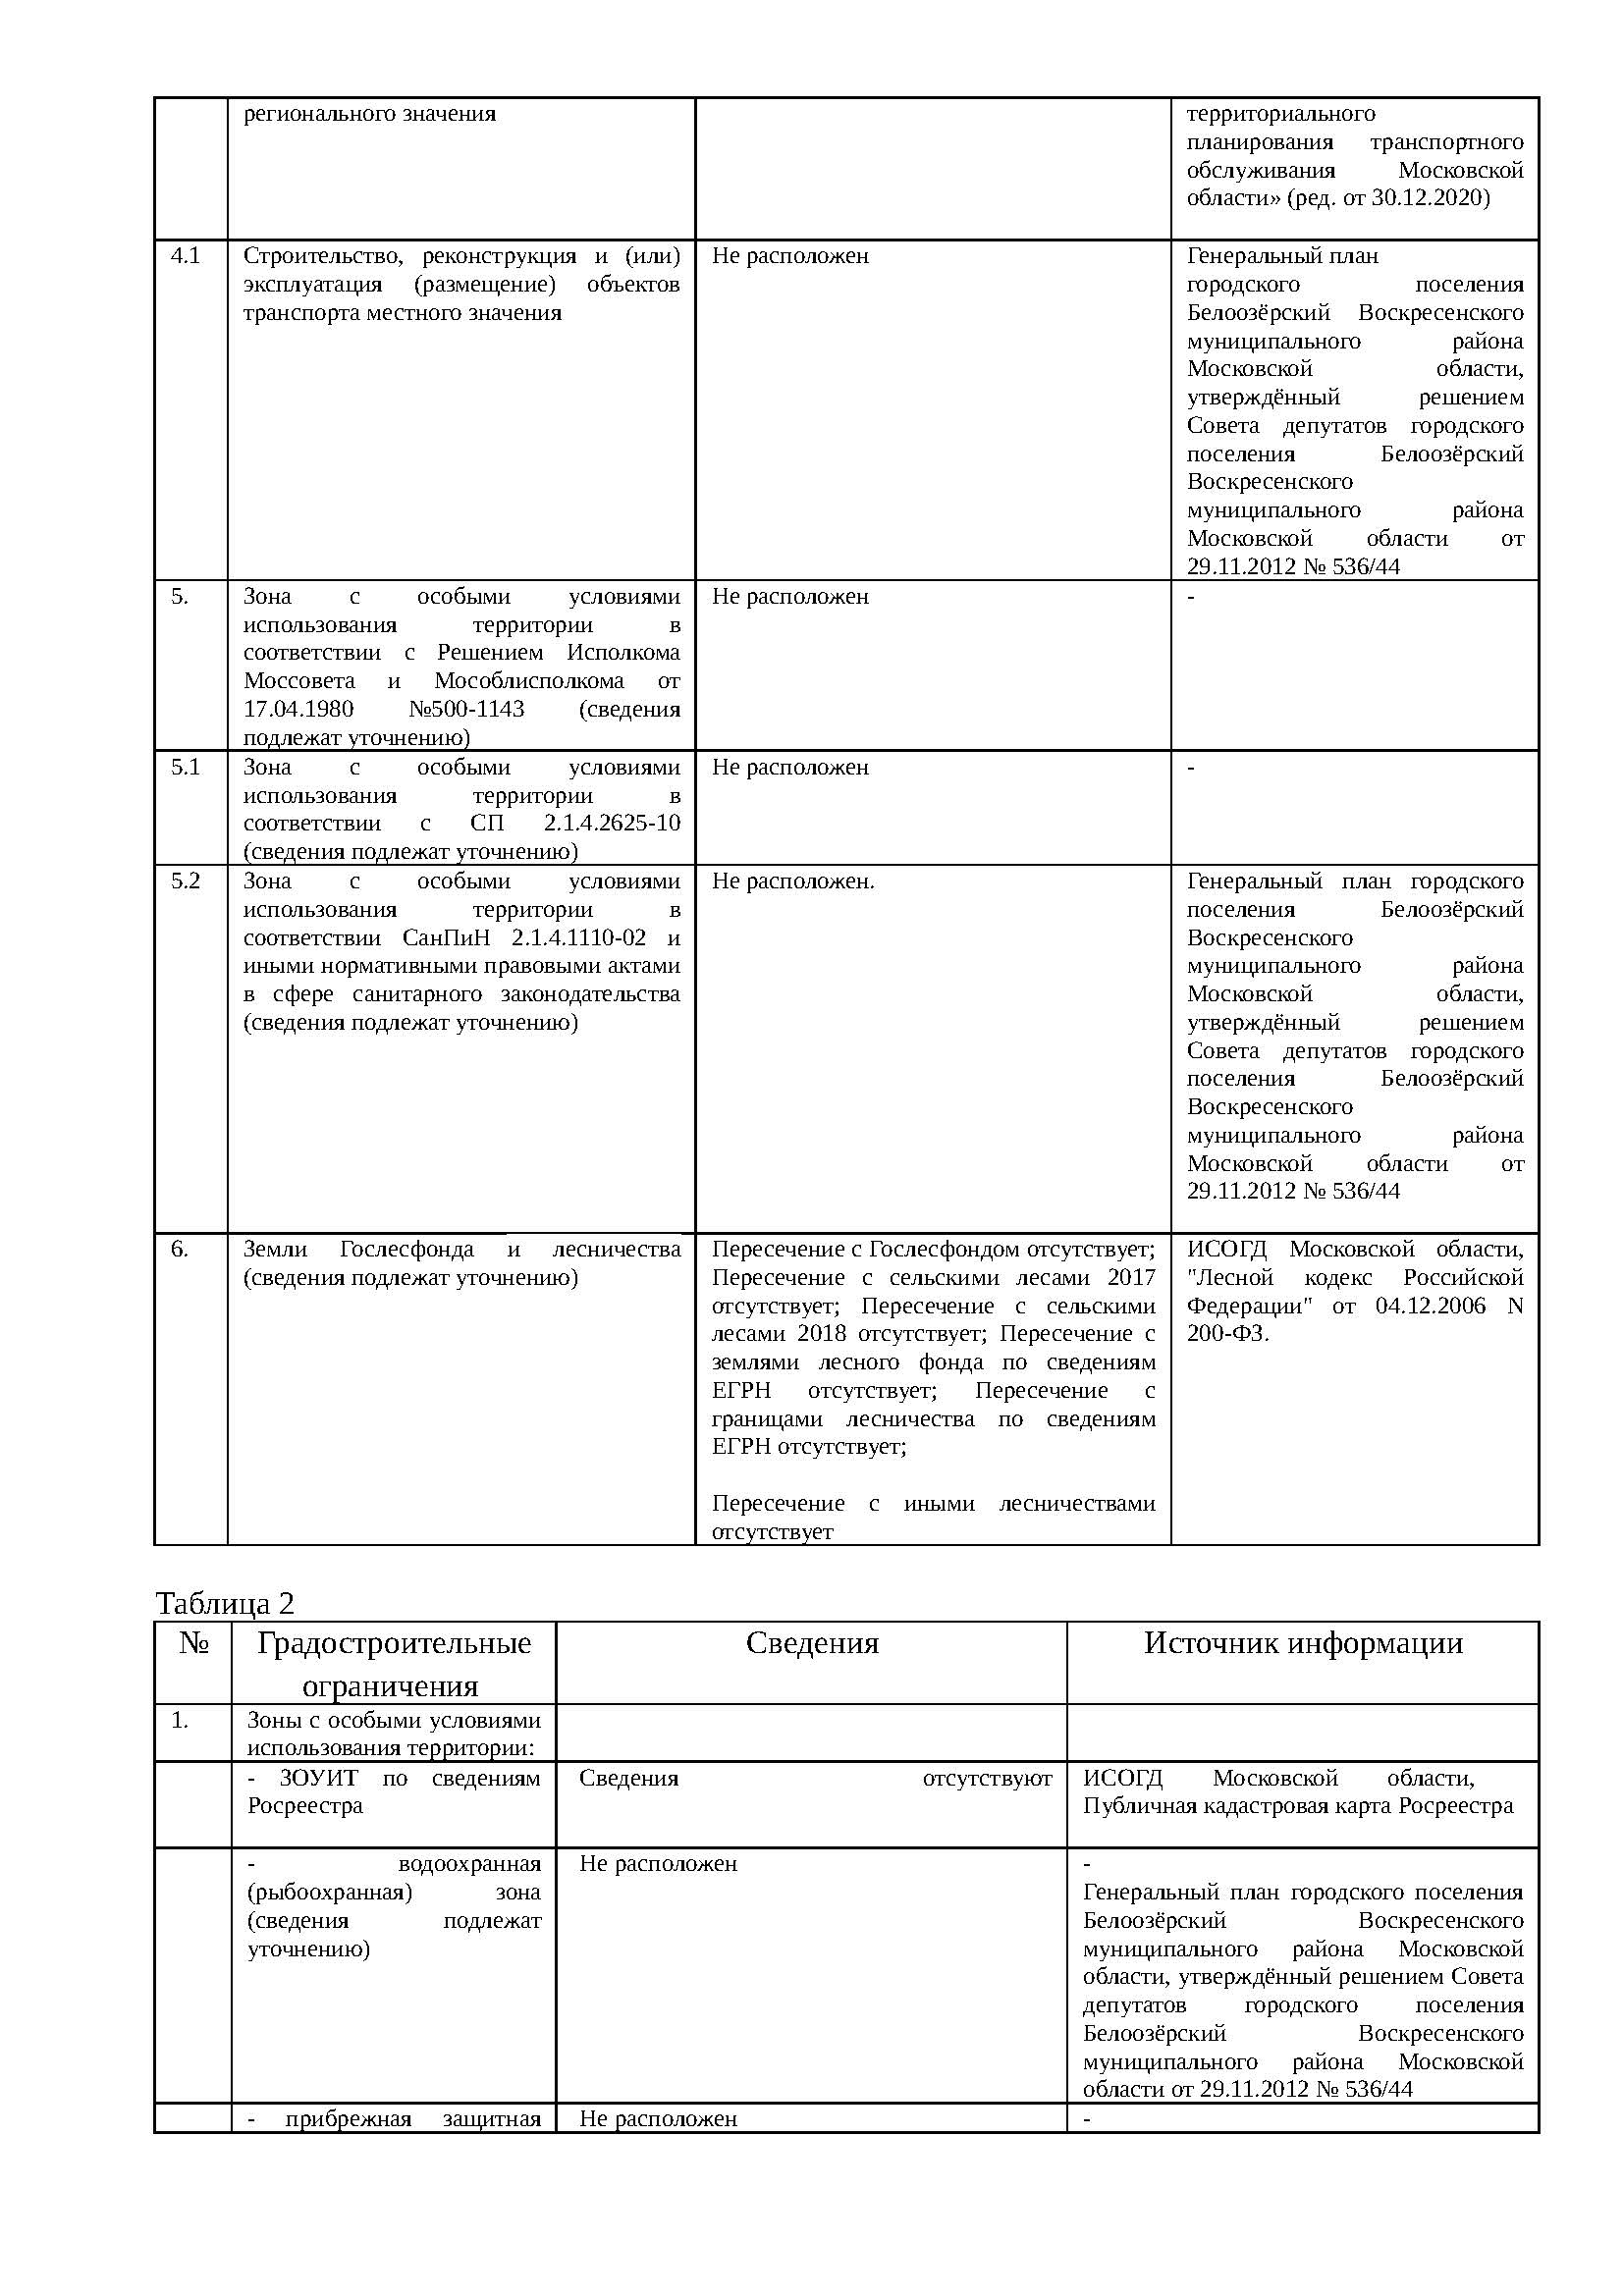 регионального значения
территориального
планирования транспортного
обслуживания Московской
области» (ред. от 30.12.2020)
4.1
Строительство, реконструкция и (или)
эксплуатация (размещение) объектов
транспорта местного значения
Не расположен
Генеральный план
городского поселения
Белоозёрский Воскресенского
муниципального района
Московской области,
утверждённый решением
Совета депутатов городского
поселения Белоозёрский
Воскресенского
муниципального района
Московской области от
29.11.2012 № 536/44
5.
Зона с особыми условиями
использования территории в
соответствии с Решением Исполкома
Моссовета и Мособлисполкома от
17.04.1980 №500-1143 (сведения
подлежат уточнению)
Не расположен
-
5.1
Зона с особыми условиями
использования территории в
соответствии с СП 2.1.4.2625-10
(сведения подлежат уточнению)
Не расположен
-
5.2
Зона с особыми условиями
использования территории в
соответствии СанПиН 2.1.4.1110-02 и
иными нормативными правовыми актами
в сфере санитарного законодательства
(сведения подлежат уточнению)
Не расположен.
Генеральный план городского
поселения Белоозёрский
Воскресенского
муниципального района
Московской области,
утверждённый решением
Совета депутатов городского
поселения Белоозёрский
Воскресенского
муниципального района
Московской области от
29.11.2012 № 536/44
6.
Земли Гослесфонда и лесничества
(сведения подлежат уточнению)
Пересечение с Гослесфондом отсутствует;
Пересечение с сельскими лесами 2017
отсутствует; Пересечение с сельскими
лесами 2018 отсутствует; Пересечение с
землями лесного фонда по сведениям
ЕГРН отсутствует; Пересечение с
границами лесничества по сведениям
ЕГРН отсутствует;
Пересечение с иными лесничествами
отсутствует
ИСОГД Московской области,
"Лесной кодекс Российской
Федерации" от 04.12.2006 N
200-ФЗ.
Таблица 2
№
Градостроительные
ограничения
Сведения
Источник информации
1.
Зоны с особыми условиями
использования территории:
- ЗОУИТ по сведениям
Росреестра
Сведения отсутствуют
ИСОГД Московской области,
Публичная кадастровая карта Росреестра
- водоохранная
(рыбоохранная) зона
(сведения подлежат
уточнению)
Не расположен
-
Генеральный план городского поселения
Белоозёрский Воскресенского
муниципального района Московской
области, утверждённый решением Совета
депутатов городского поселения
Белоозёрский Воскресенского
муниципального района Московской
области от 29.11.2012 № 536/44
- прибрежная защитная
Не расположен
-